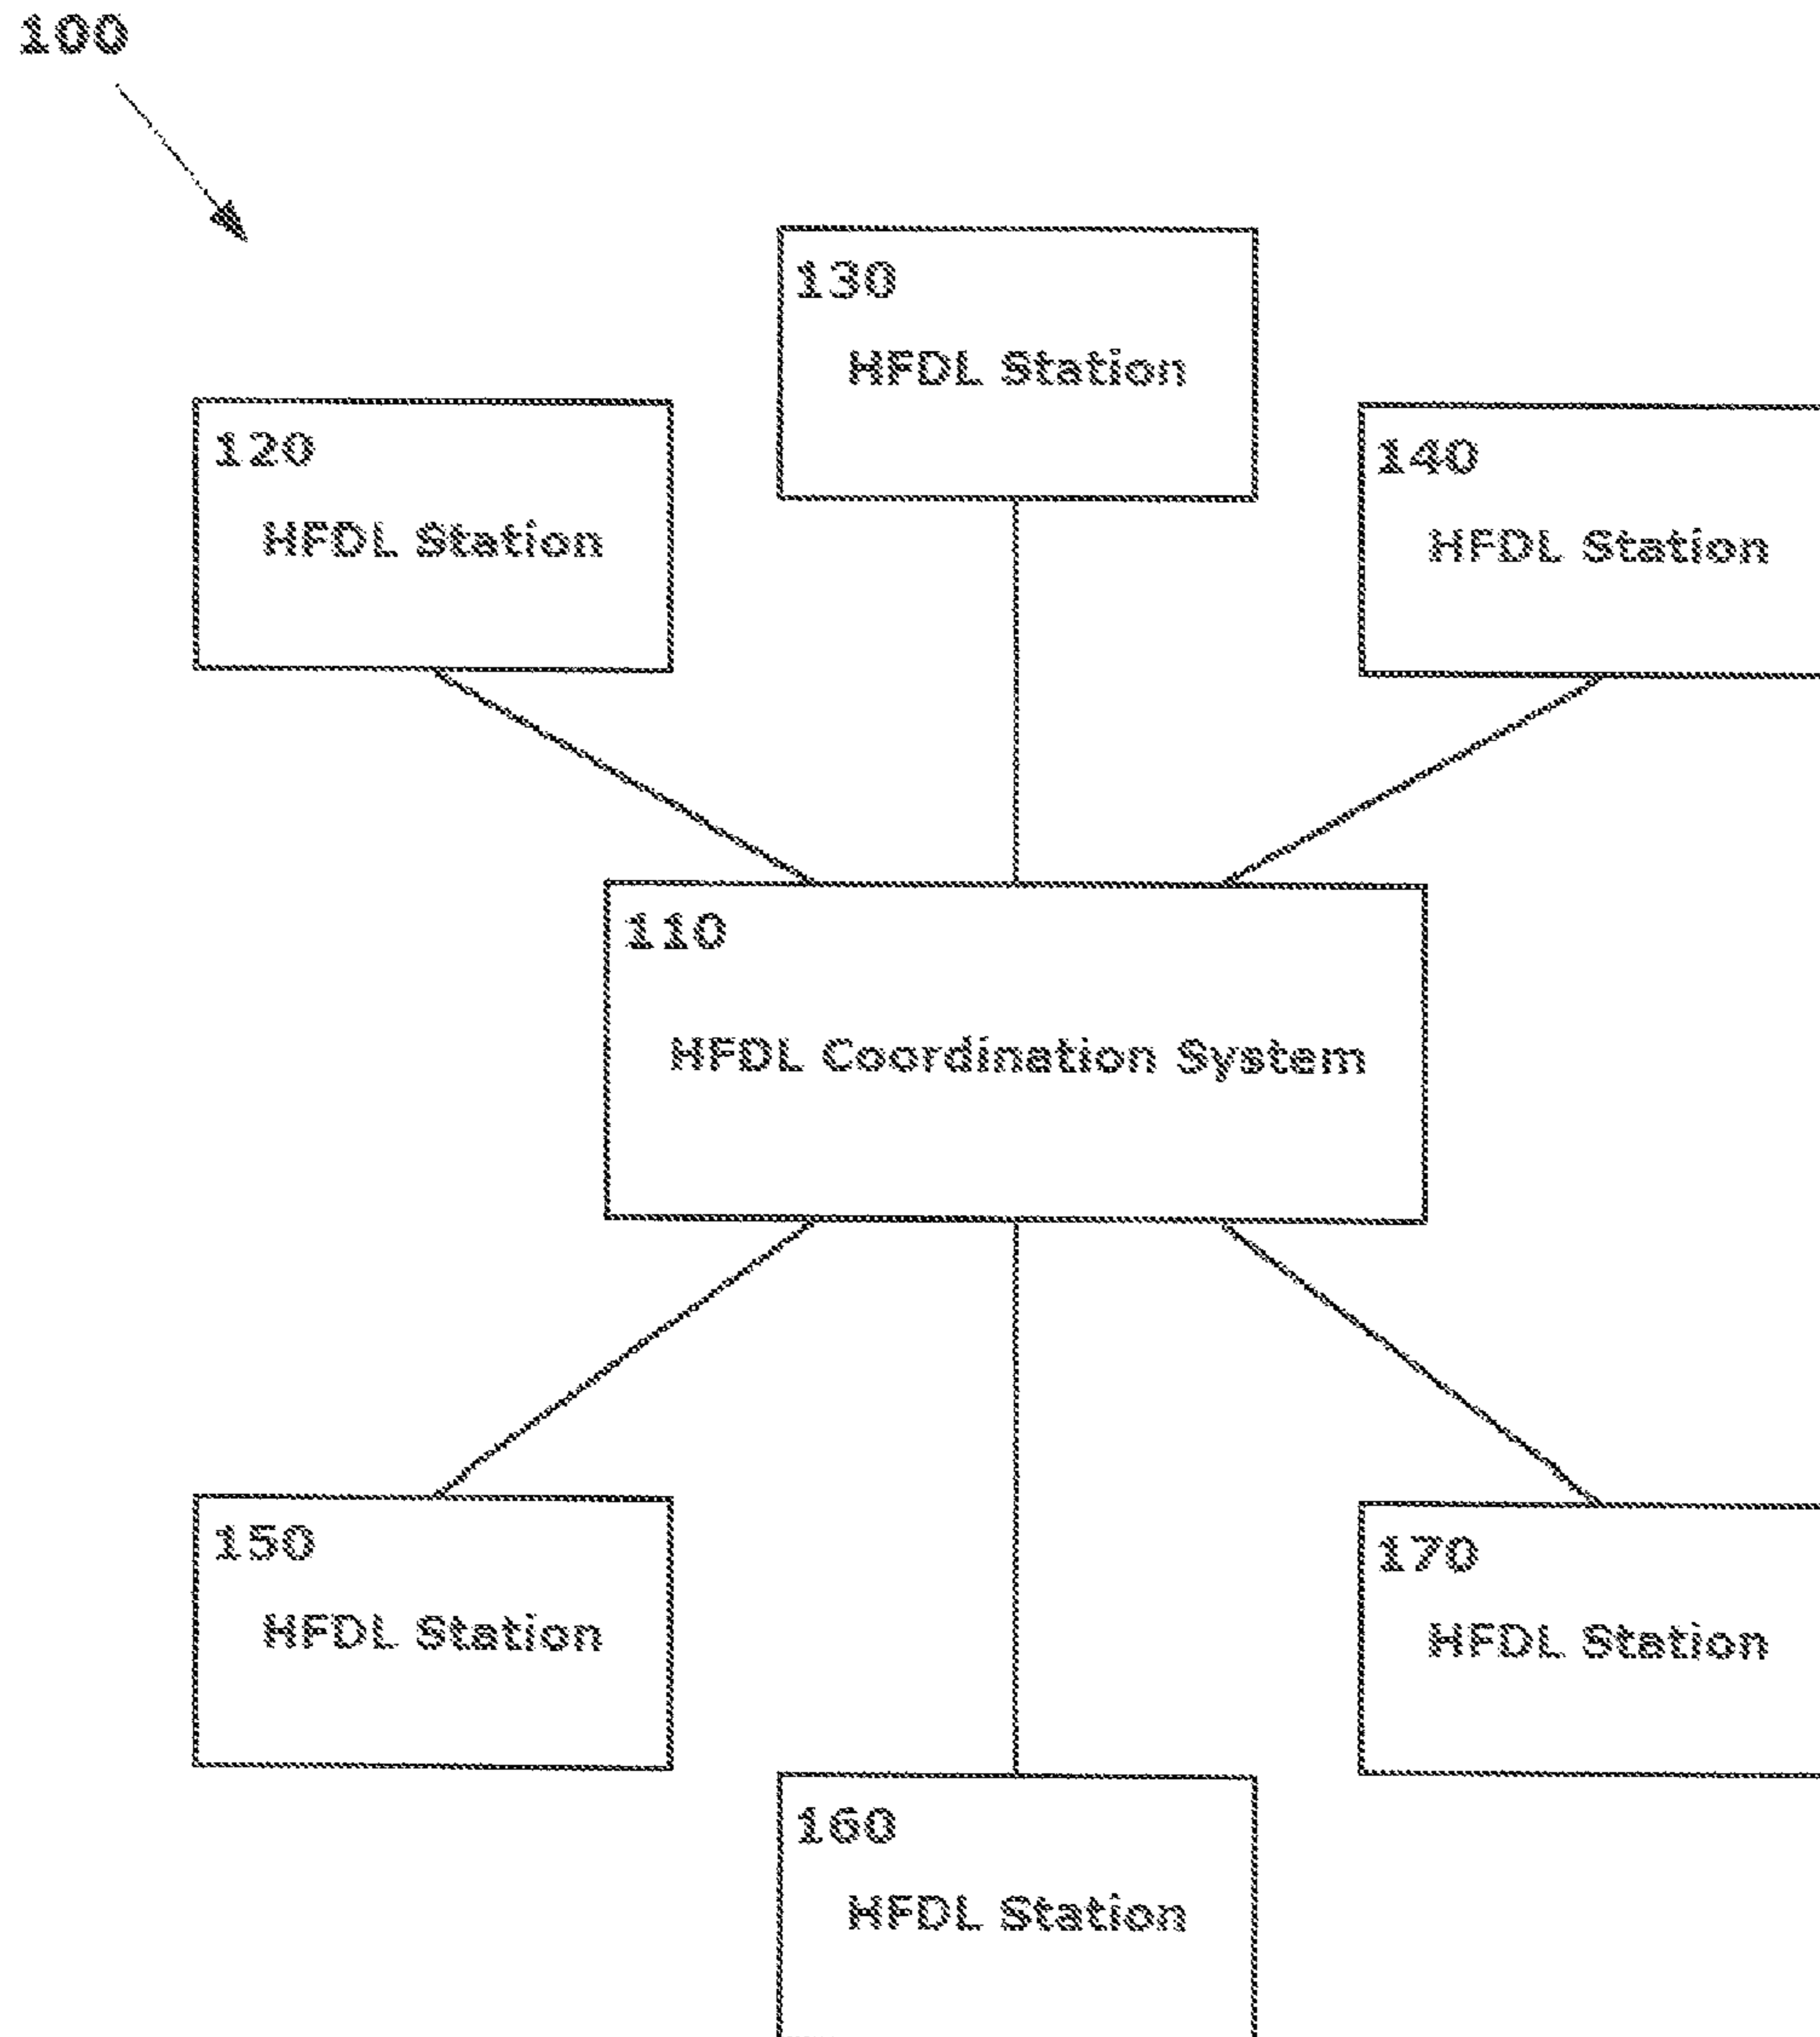 100
130
HFDL Station
120
HFDL Station
140
HFDL Station
110
HFDL Coordination System
150
HFDL Station
170
HFDL Station
160
HFDL Station